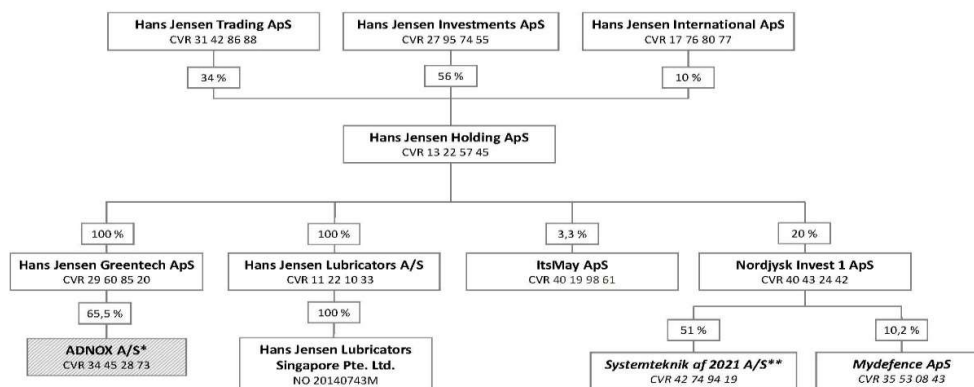 Hans Jensen Trading ApS
CVR 31 42 86 88
Hans Jensen Investments ApS
CVR 27 95 74 55
Hans Jensen International ApS
CVR 17 76 80 77
34 %
56 %
10 %
Hans Jensen Holding ApS
CVR 13 22 57 45
100 %
100 %
3,3 %
20 %
Hans Jensen Greentech ApS
CVR 29 60 85 20
Hans Jensen Lubricators A/S
CVR 11 22 10 33
ItsMay ApS
CVR 40 19 98 61
Nordjysk Invest 1 ApS
CVR 40 43 24 42
65,5 %
100 %
51 %
10,2 %
ADNOX A/S*
CVR 34 45 28 73
Hans Jensen Lubricators
Singapore Pte. Ltd.
NO 20140743M
Systemteknik af 2021 A/S**
CVR 42 74 94 19
Mydefence ApS
CVR 35 53 08 43